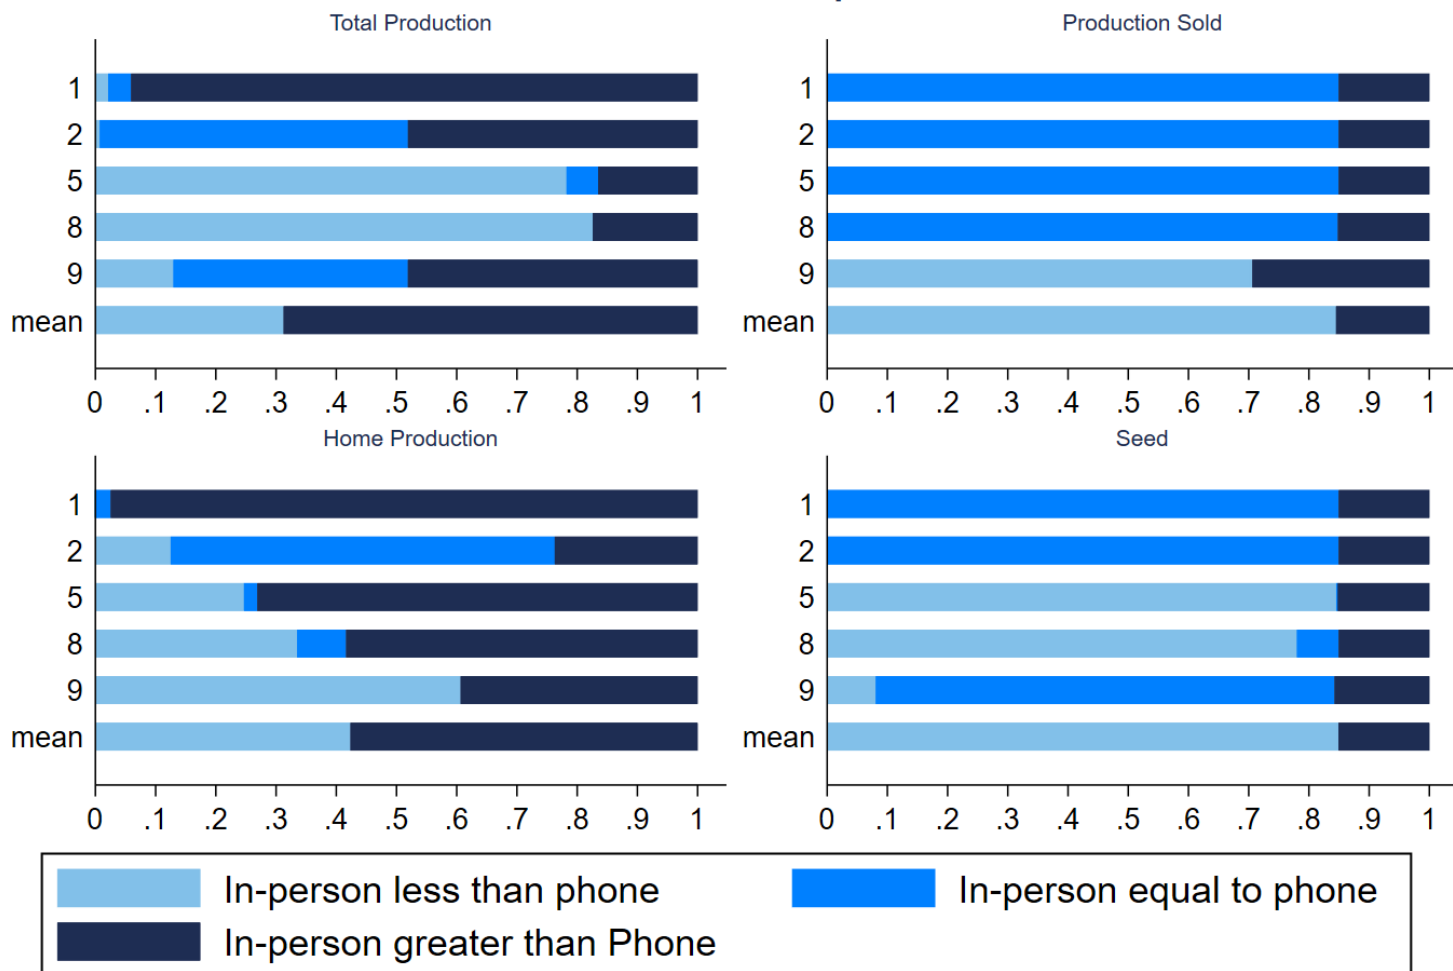 Total Production
1
2
5
8
9
mean
0 .1 .2 .3 .4 .5 .6 .7 .8 .9 1
Production Sold
1
2
5
8
9
mean
0 .1 .2 .3 .4 .5 .6 .7 .8 .9 1
Home Production
1
2
5
8
9
mean
0 .1 .2 .3 .4 .5 .6 .7 .8 .9 1
Seed
1
2
5
8
9
mean
0 .1 .2 .3 .4 .5 .6 .7 .8 .9 1
In-person less than phone
In-person equal to phone
In-person greater than Phone